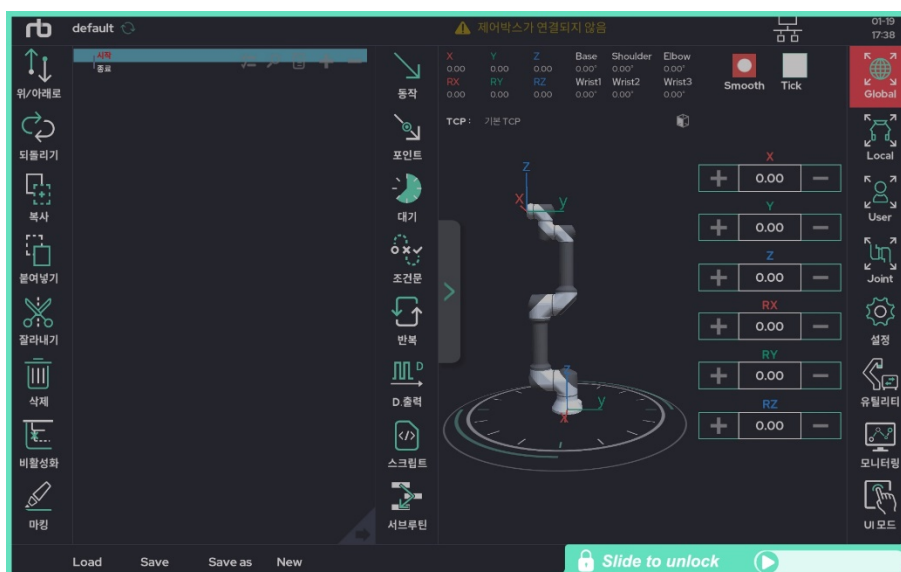 rb default 제어박스가 연결되지 않음 01-19
17:38
시작
종료
위/아래로
되돌리기
복사
붙여넣기
잘라내기
삭제
비활성화
마킹
동작
포인트
대기
조건문
반복
D
D.출력
스크립트
서브루틴
X Y Z Base Shoulder Elbow
0.00 0.00 0.00 0.00° 0.00° 0.00°
RX RY RZ Wrist1 Wrist2 Wrist3
0.00 0.00 0.00 0.00° 0.00° 0.00°
Smooth Tick
TCP : 기본 TCP
Z
X y
Z
y
X
X
+ 0.00 −
Y
+ 0.00 −
Z
+ 0.00 −
RX
+ 0.00 −
RY
+ 0.00 −
RZ
+ 0.00 −
Global
Local
User
Joint
설정
유틸리티
모니터링
UI 모드
Load Save Save as New Slide to unlock